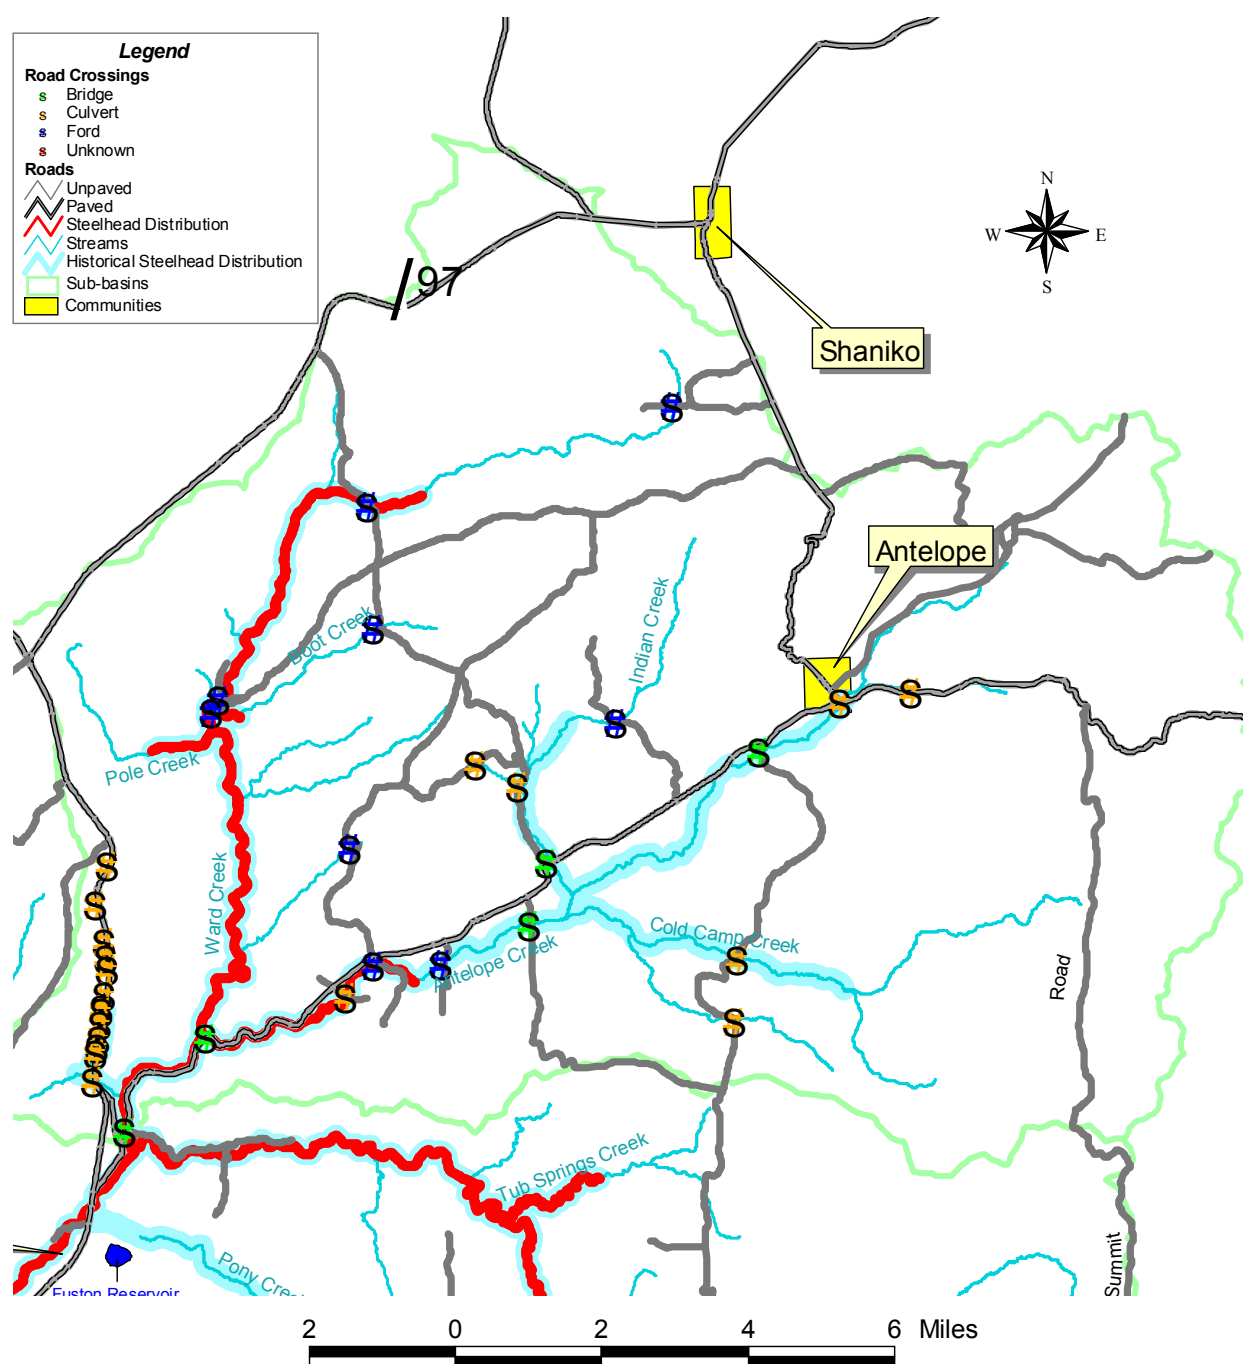 Legend
Road Crossings
S Bridge
S Culvert
S Ford
S Unknown
Roads
Unpaved
Paved
Steelhead Distribution
Streams
Historical Steelhead Distribution
Sub-basins
Communities
97
N
W E
S
Shaniko
Antelope
Indian Creek
Boot Creek
Pole Creek
Ward Creek
Cold Camp Creek
Antelope Creek
Road
Tub Springs Creek
Pony Creek
Summit
Fuston Reservoir
2 0 2 4 6 Miles